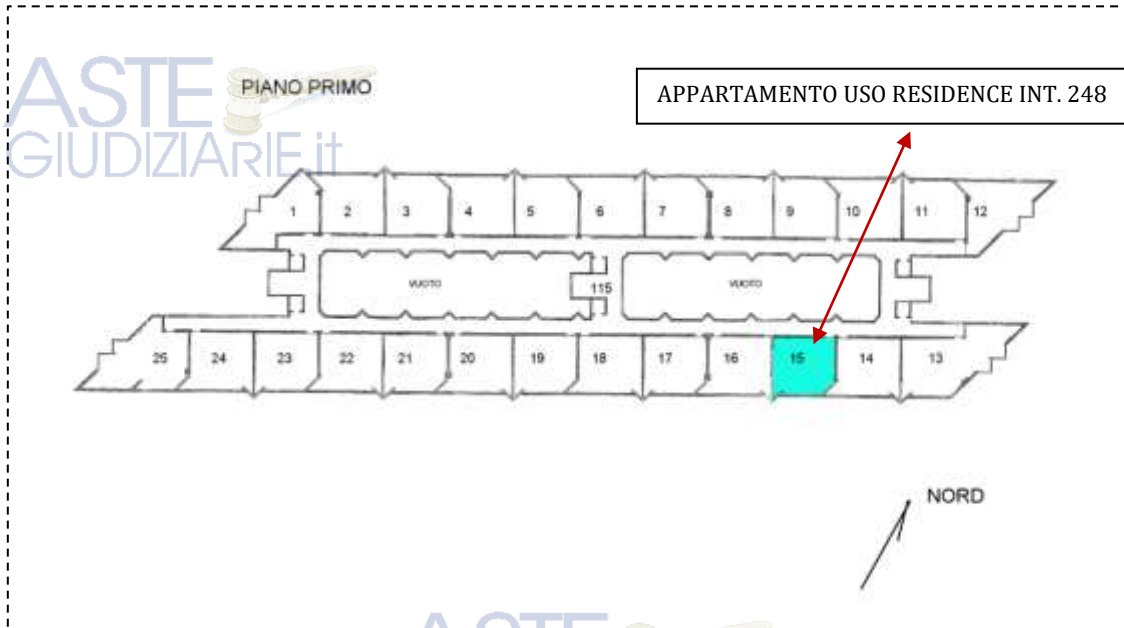 ASTE
GIUDIZIARIE.it
PIANO PRIMO
APPARTAMENTO USO RESIDENCE INT. 248
1 2 3 4 5 6 7 8 9 10 11 12
VUOTO 115 VUOTO
25 24 23 22 21 20 19 18 17 16 15 14 13
NORD
ASTE